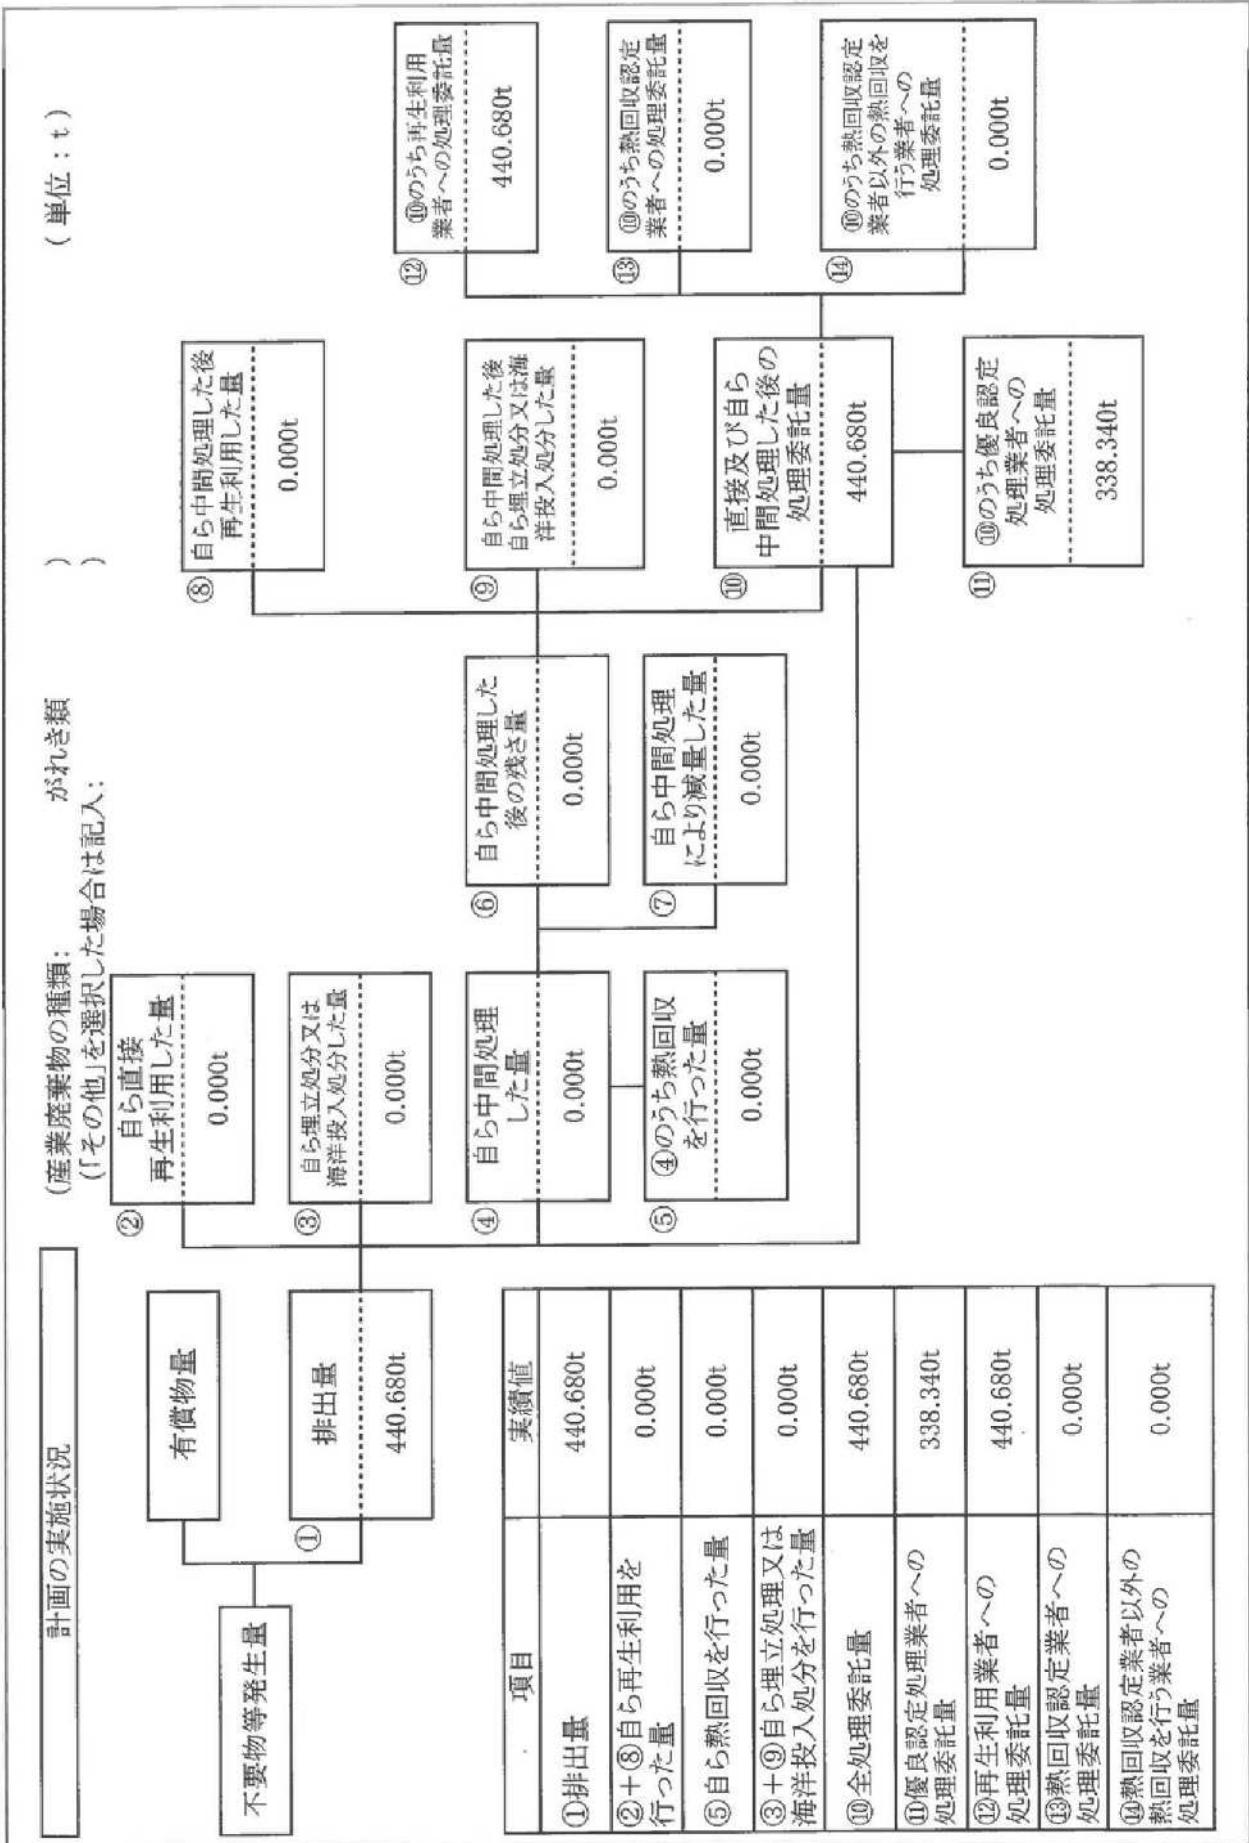 計画の実施状況
(産業廃棄物の種類: がれき類 )
(「その他」を選択した場合は記入: )
(単位:t)
不要物等発生量
有償物量
①
排出量
440.680t
②
自ら直接
再生利用した量
0.000t
③
自ら埋立処分又は
海洋投入処分した量
0.000t
④
自ら中間処理
した量
0.000t
⑤
④のうち熱回収
を行った量
0.000t
⑥
自ら中間処理した
後の残さ量
0.000t
⑦
自ら中間処理
により減量した量
0.000t
⑧
自ら中間処理した後
再生利用した量
0.000t
⑨
自ら中間処理した後
自ら埋立処分又は海
洋投入処分した量
0.000t
⑩
直接及び自ら
中間処理した後の
処理委託量
440.680t
⑪
⑩のうち優良認定
処理業者への
処理委託量
338.340t
⑫
⑩のうち再生利用
業者への処理委託量
440.680t
⑬
⑩のうち熱回収認定
業者への処理委託量
0.000t
⑭
⑩のうち熱回収認定
業者以外の熱回収を
行う業者への
処理委託量
0.000t
項目 実績値
①排出量 440.680t
②+⑧自ら再生利用を
行った量 0.000t
⑤自ら熱回収を行った量 0.000t
③+⑨自ら埋立処理又は
海洋投入処分を行った量 0.000t
⑩全処理委託量 440.680t
⑪優良認定処理業者への
処理委託量 338.340t
⑫再生利用業者への
処理委託量 440.680t
⑬熱回収認定業者への
処理委託量 0.000t
⑭熱回収認定業者以外の
熱回収を行う業者への
処理委託量 0.000t